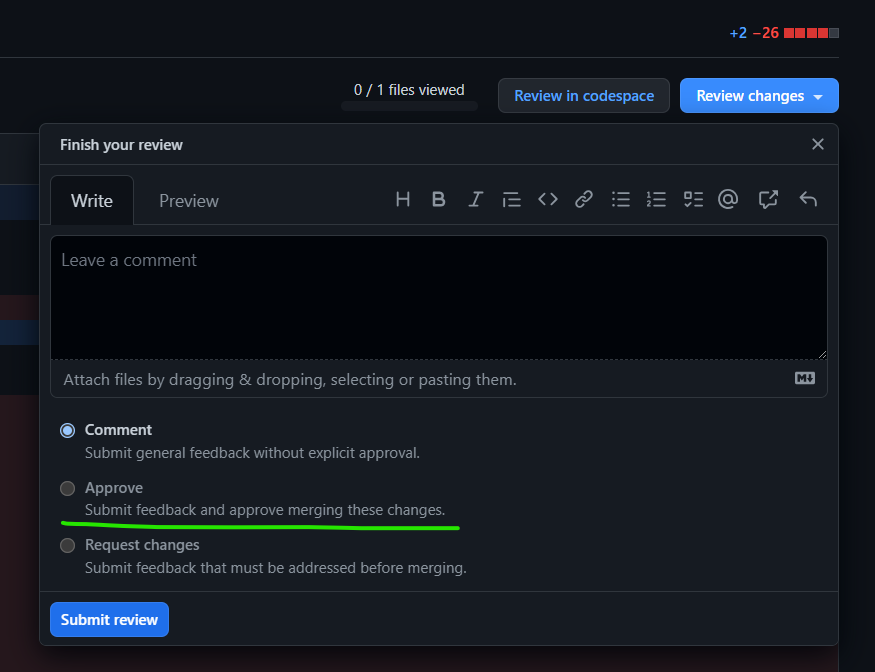 +2 −26
0 / 1 files viewed
Review in codespace
Review changes
Finish your review
Write
Preview
H B I
@
Leave a comment
Attach files by dragging & dropping, selecting or pasting them.
M
Comment
Submit general feedback without explicit approval.
Approve
Submit feedback and approve merging these changes.
Request changes
Submit feedback that must be addressed before merging.
Submit review